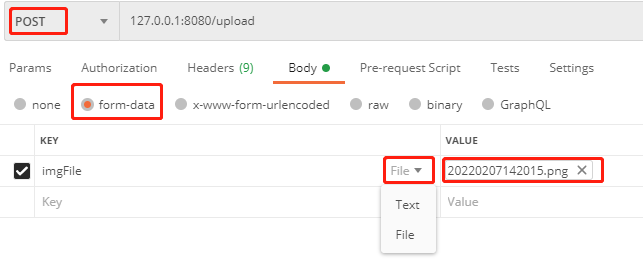 POST 127.0.0.1:8080/upload
Params Authorization Headers (9) Body Pre-request Script Tests Settings
none form-data x-www-form-urlencoded raw binary GraphQL
KEY VALUE
imgFile File 20220207142015.png
Key Text Value
File